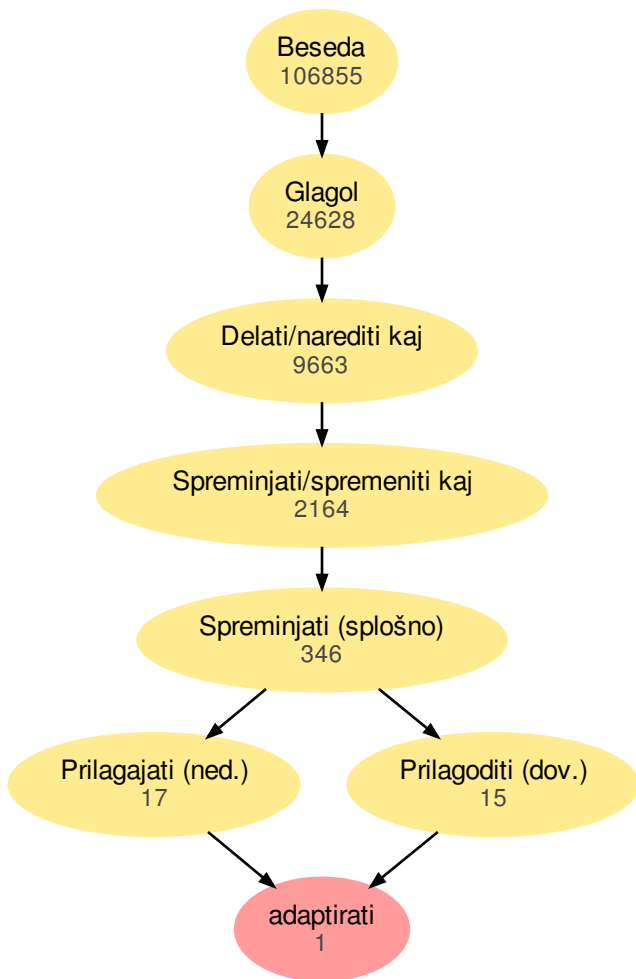 Beseda
106855
Glagol
24628
Delati/narediti kaj
9663
Spreminjati/spremeniti kaj
2164
Spreminjati (splošno)
346
Prilagajati (ned.)
17
Prilagoditi (dov.)
15
adaptirati
1